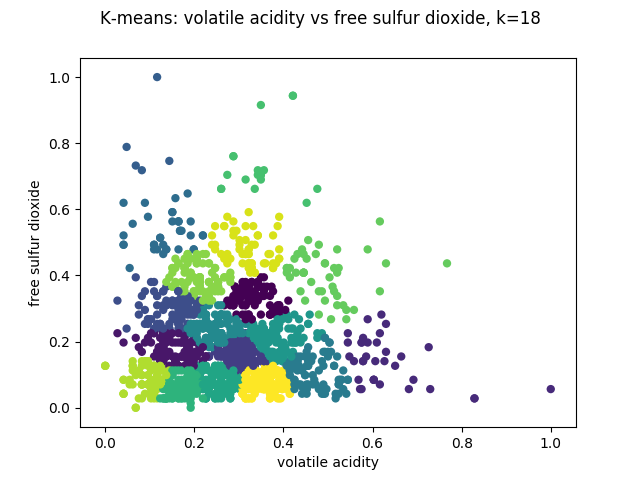 K-means: volatile acidity vs free sulfur dioxide, k=18
1.0
0.8
0.6
0.4
0.2
0.0
free sulfur dioxide
0.0 0.2 0.4 0.6 0.8 1.0
volatile acidity